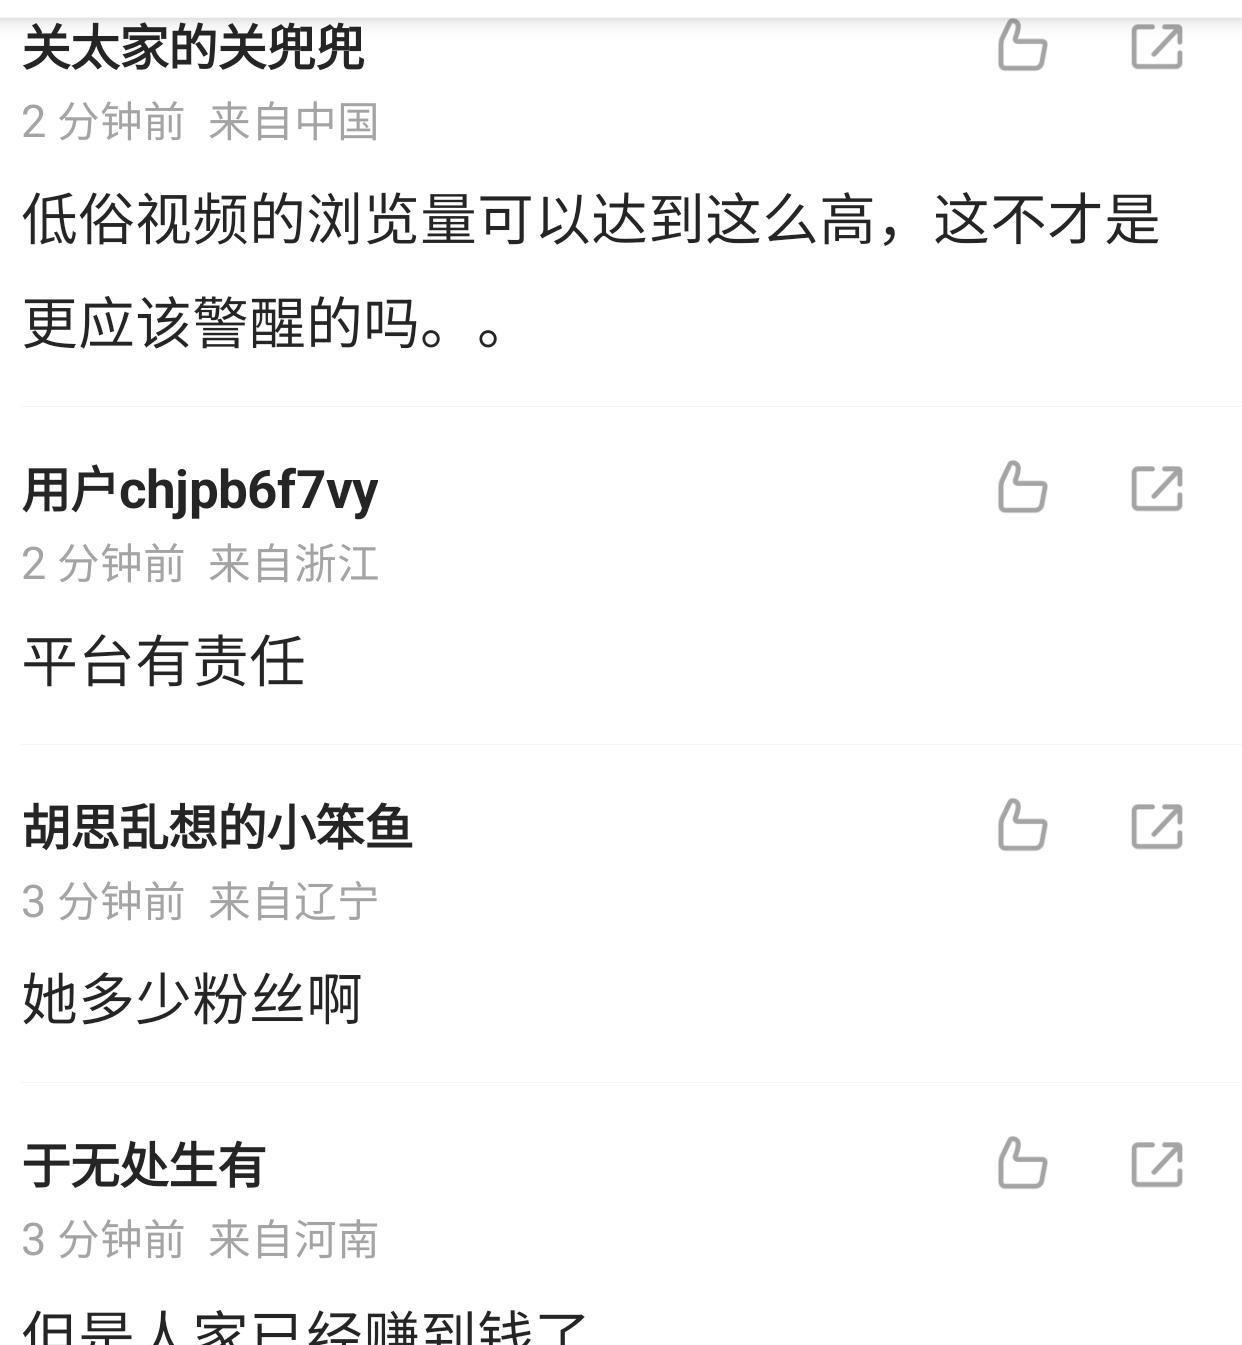 关太家的关兜兜
2 分钟前 来自中国
低俗视频的浏览量可以达到这么高，这不才是
更应该警醒的吗。。
用户chjpb6f7vy
2 分钟前 来自浙江
平台有责任
胡思乱想的小笨鱼
3 分钟前 来自辽宁
她多少粉丝啊
于无处生有
3 分钟前 来自河南
但是人家已经赚到钱了